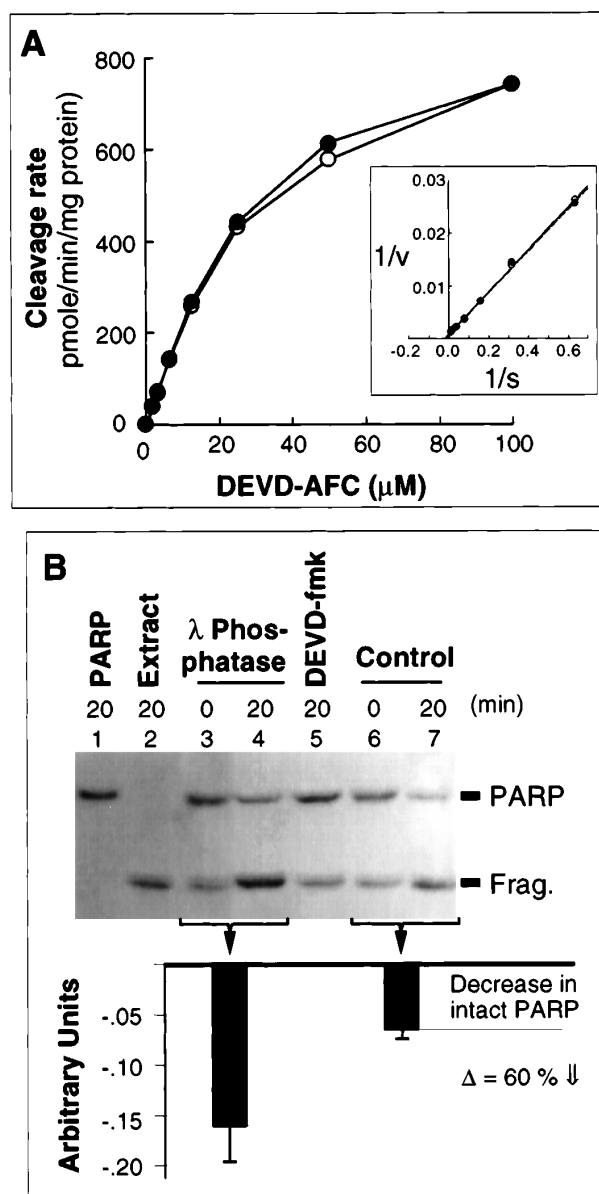 A
Cleavage rate
pmole/min/mg protein
800
600
400
200
0
0
20
40
60
80
100
DEVD-AFC (μM)
0.03
0.02
0.01
1/v
-0.2
0.0
0.2
0.4
0.6
1/s
B
PARP
Extract
λ Phos-
phatase
DEVD-fmk
Control
20 20 0 20 20 0 20 (min)
1 2 3 4 5 6 7
PARP
Frag.
Arbitrary Units
-.05
-.10
-.15
-.20
Decrease in
intact PARP
Δ = 60 % ⇓